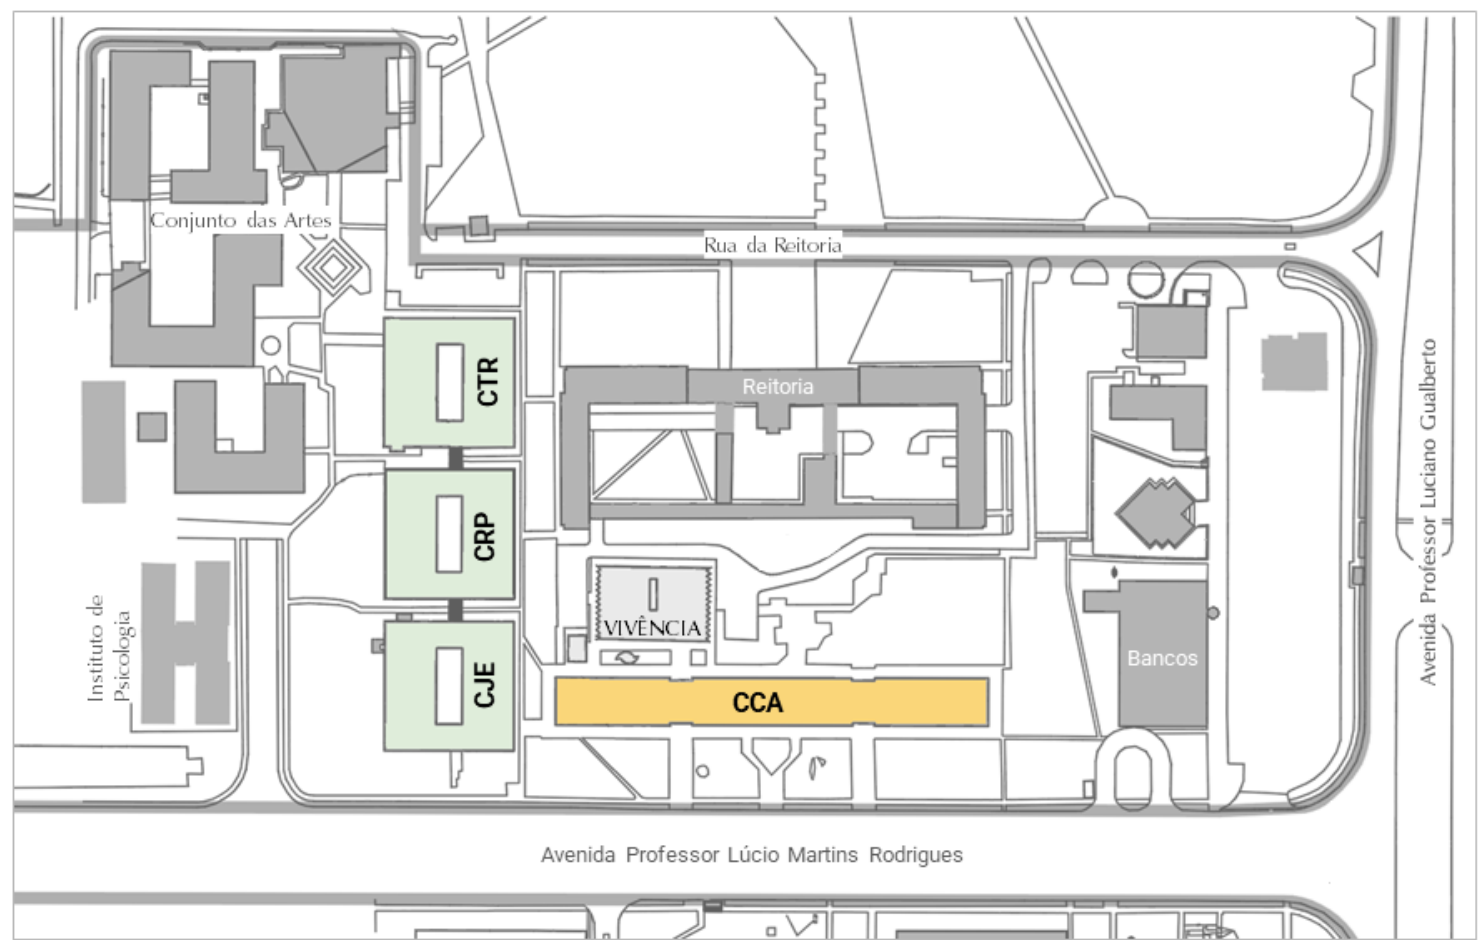 Conjunto das Artes
Rua da Reitoria
CTR
Reitoria
Avenida Professor Luciano Gualberto
CRP
Instituto de
Psicologia
VIVÊNCIA
CJE
CCA
Bancos
Avenida Professor Lúcio Martins Rodrigues